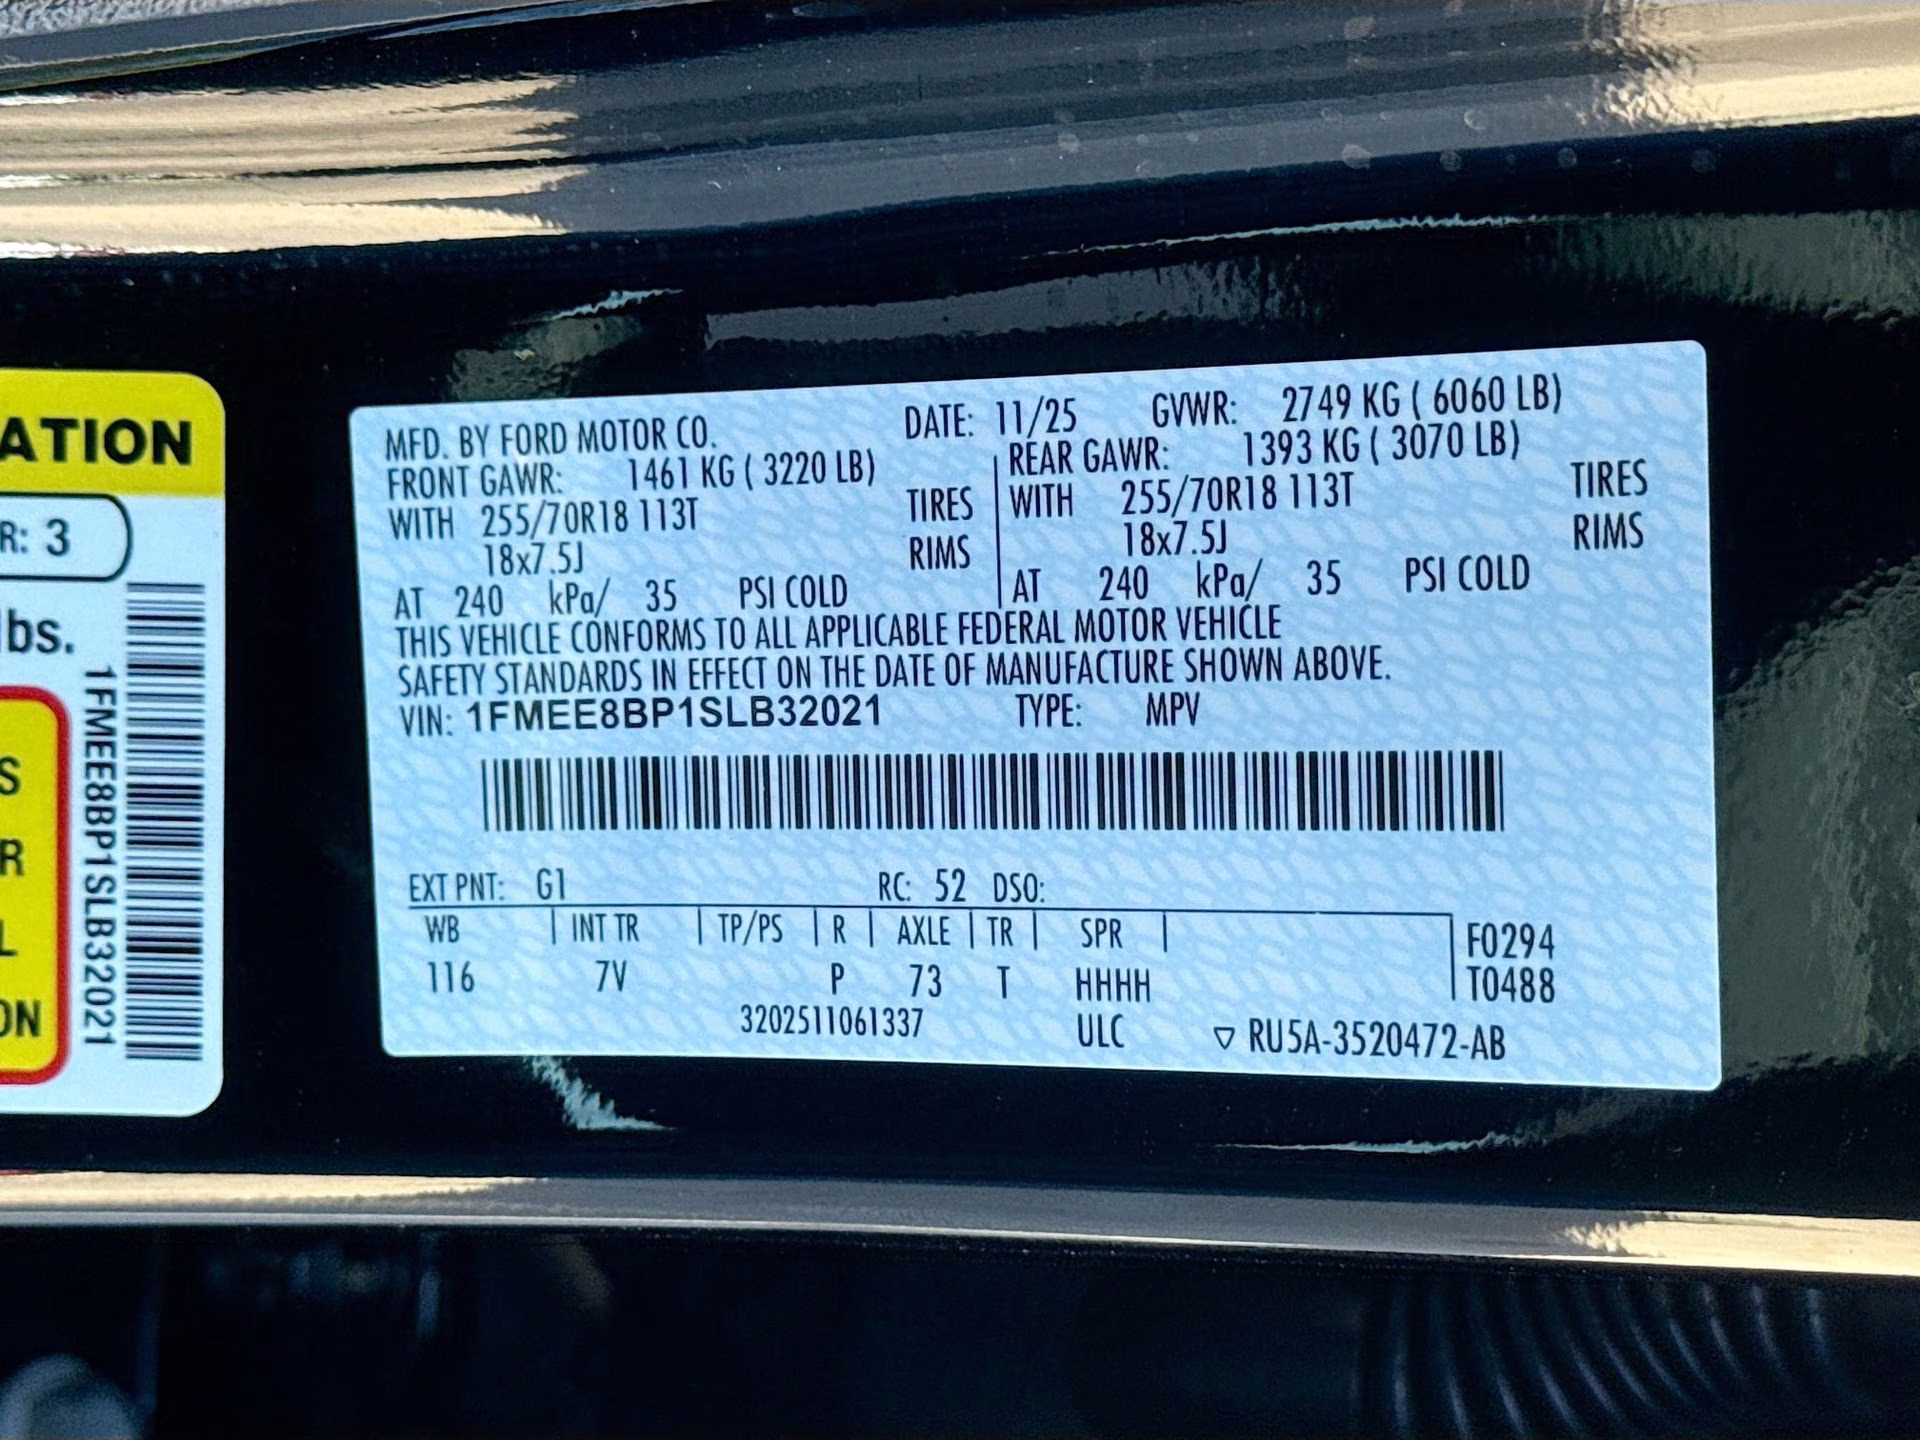 ATION
R: 3
lbs.
S
R
L
ON
1FMEE8BP1SLB32021
MFD. BY FORD MOTOR CO. DATE: 11/25 GVWR: 2749 KG ( 6060 LB)
FRONT GAWR: 1461 KG ( 3220 LB) REAR GAWR: 1393 KG ( 3070 LB)
WITH 255/70R18 113T TIRES WITH 255/70R18 113T TIRES
18x7.5J RIMS 18x7.5J RIMS
AT 240 kPa/ 35 PSI COLD AT 240 kPa/ 35 PSI COLD
THIS VEHICLE CONFORMS TO ALL APPLICABLE FEDERAL MOTOR VEHICLE
SAFETY STANDARDS IN EFFECT ON THE DATE OF MANUFACTURE SHOWN ABOVE.
VIN: 1FMEE8BP1SLB32021 TYPE: MPV
EXT PNT: G1 RC: 52 DSO:
WB INT TR TP/PS R AXLE TR SPR F0294
116 7V P 73 T HHHH T0488
3202511061337 ULC ▽ RU5A-3520472-AB